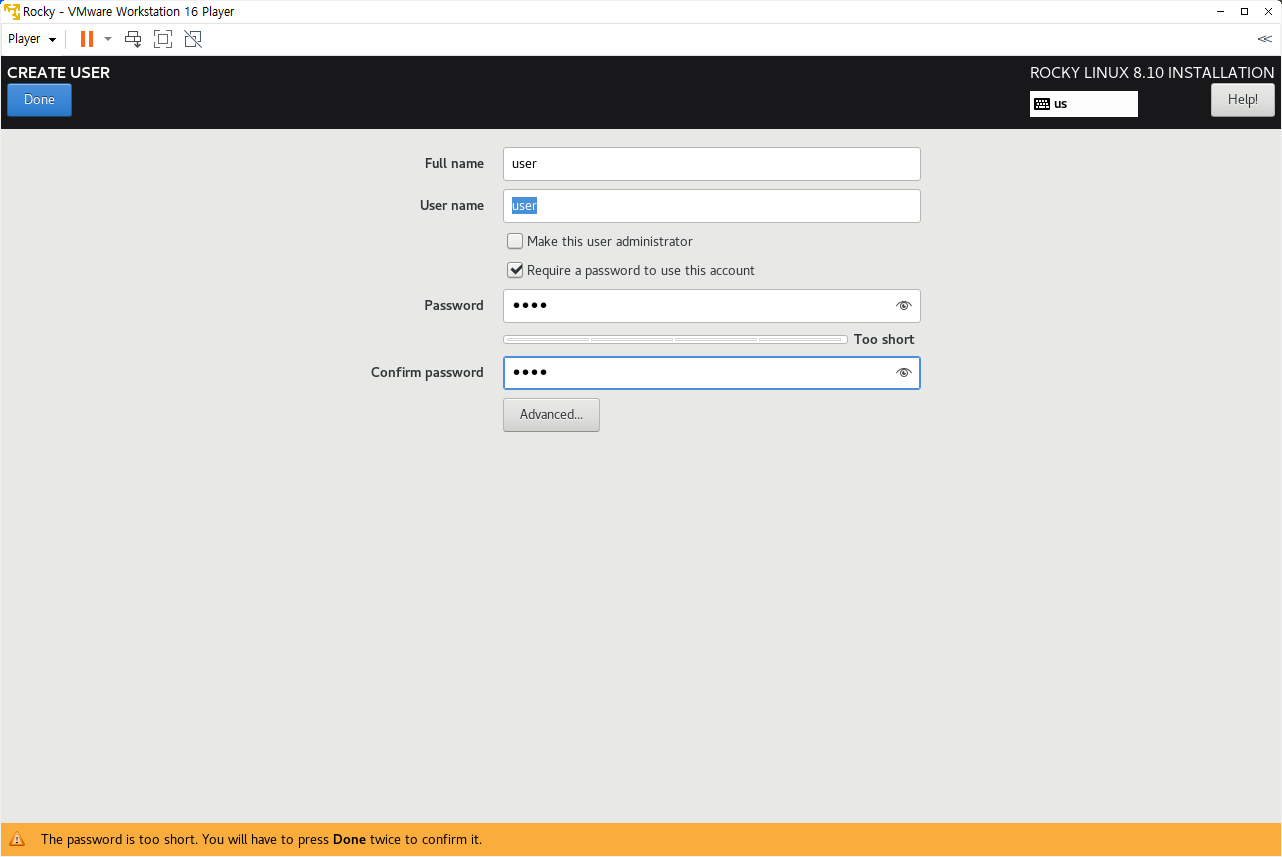 Rocky - VMware Workstation 16 Player
Player
CREATE USER
ROCKY LINUX 8.10 INSTALLATION
Done
us
Help!
Full name
user
User name
user
Make this user administrator
Require a password to use this account
Password
••••
Too short
Confirm password
••••
Advanced...
The password is too short. You will have to press Done twice to confirm it.